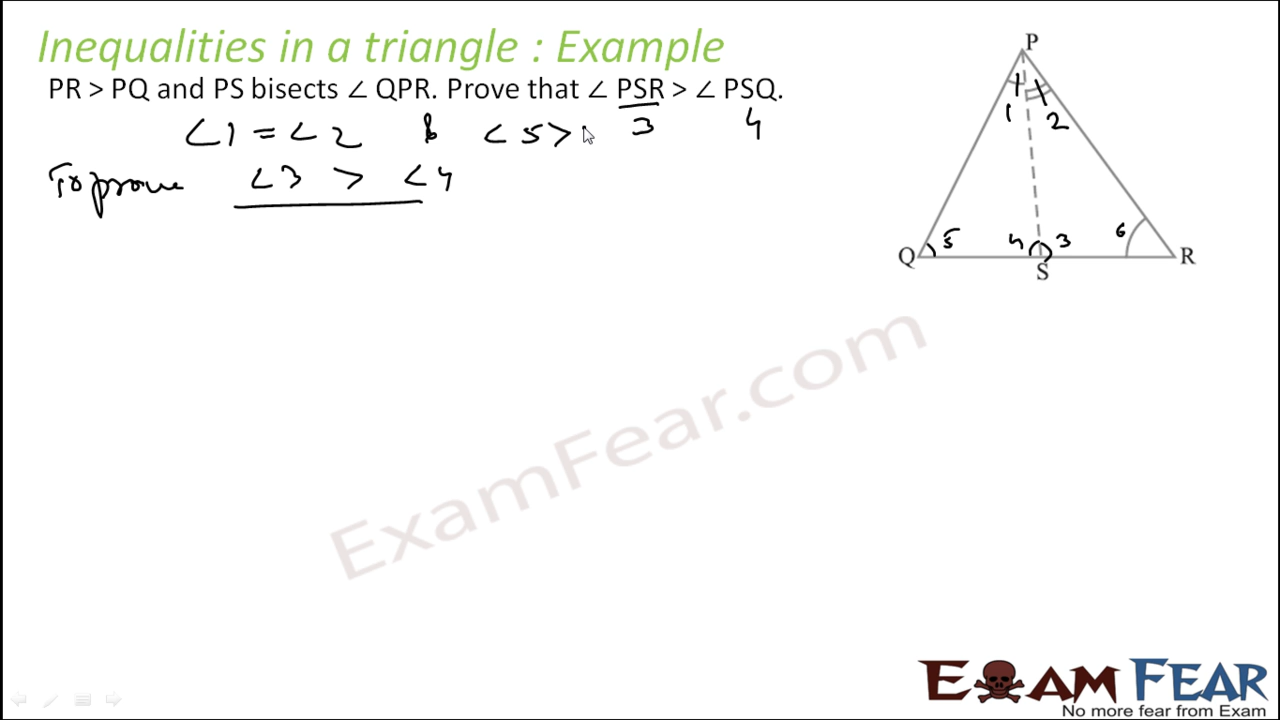 Inequalities in a triangle : Example
PR > PQ and PS bisects ∠ QPR. Prove that ∠ PSR > ∠ PSQ.
∠1 = ∠2 & ∠5 > 3 4
To prove ∠3 > ∠4
P
1 2
Q 5 4 3 6 R
S
ExamFear.com
EXAM FEAR
No more fear from Exam